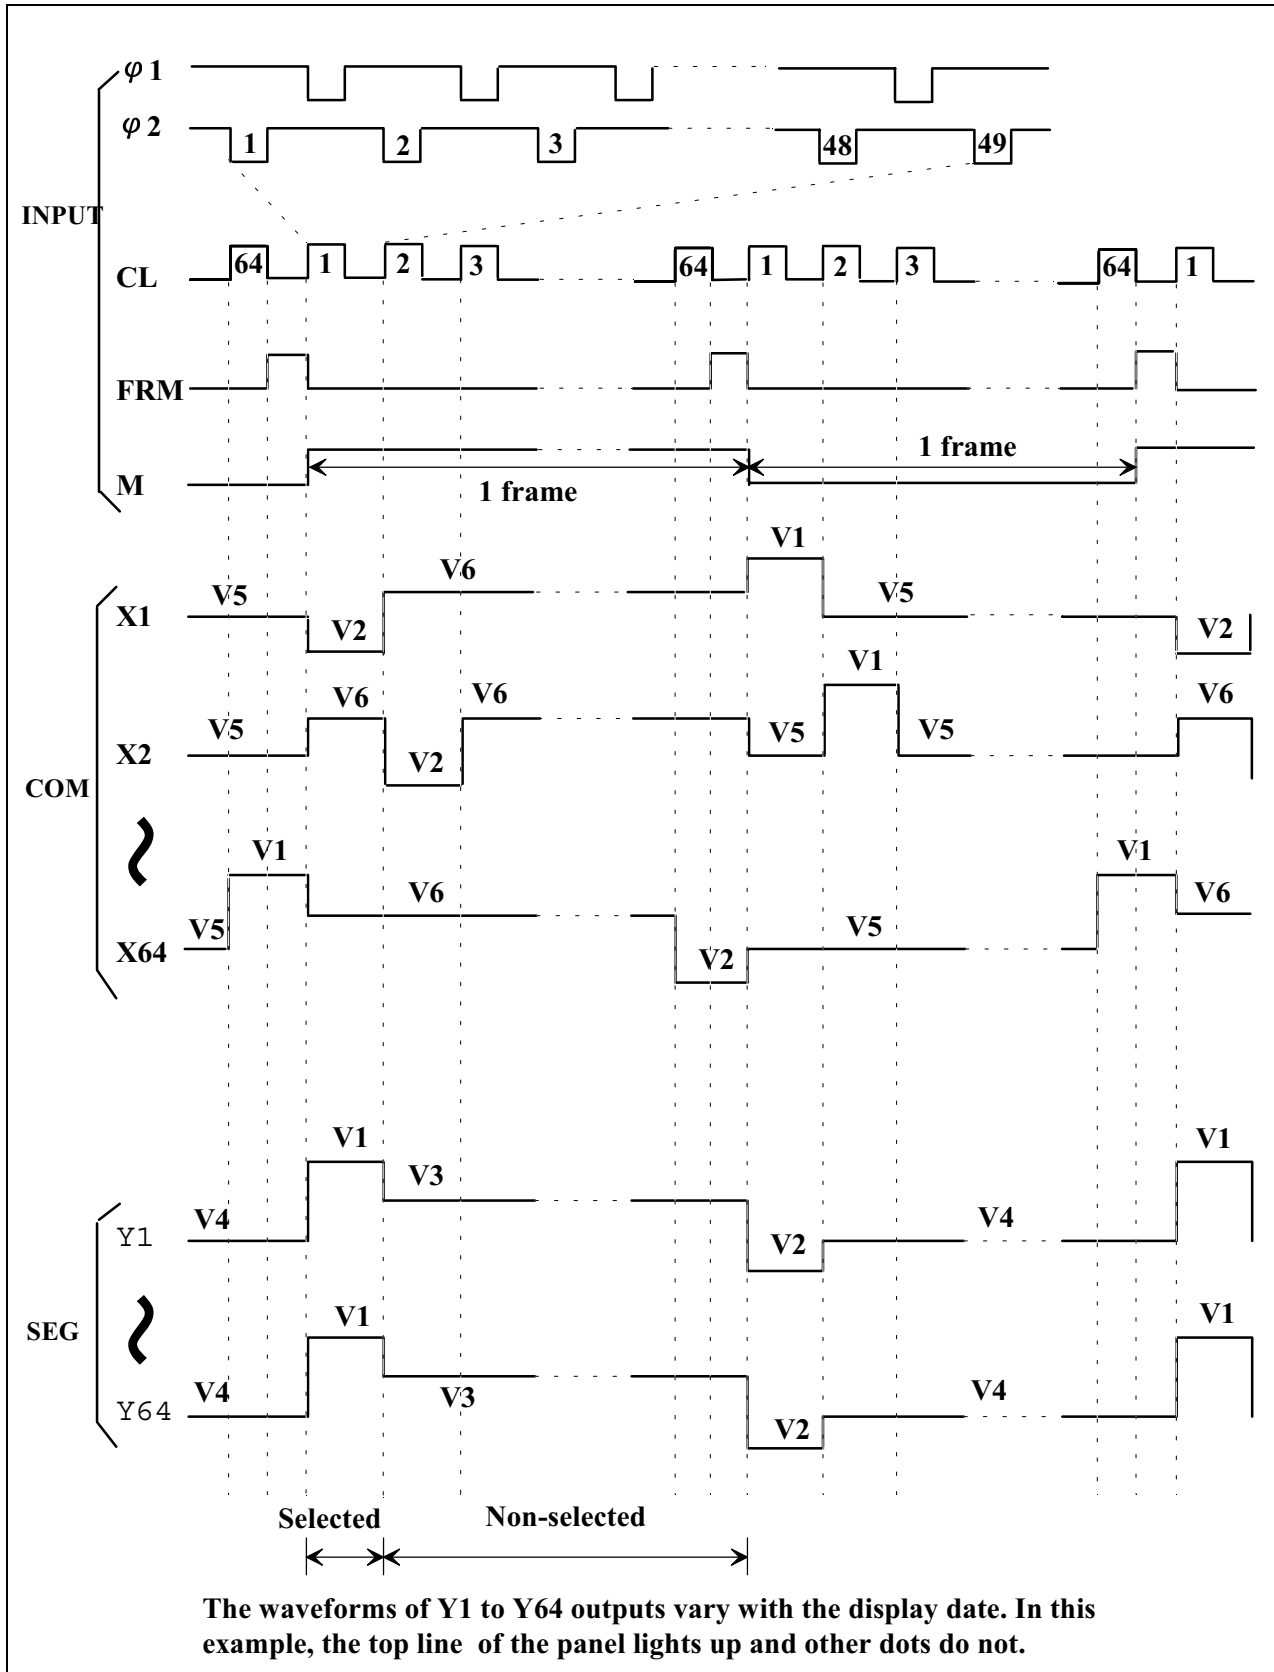 φ1
φ2 1 2 3 48 49
INPUT
CL 64 1 2 3 64 1 2 3 64 1
FRM
M 1 frame 1 frame
V1
V6
X1 V5 V2 V5 V2
V1
V6 V6 V6
X2 V5 V2 V5 V5
COM
V1 V1
V6 V6
X64 V5 V2 V5
V1 V1
V3
Y1 V4 V2 V4
SEG
V1 V1
Y64 V4 V3 V2 V4
Selected Non-selected
The waveforms of Y1 to Y64 outputs vary with the display date. In this
example, the top line of the panel lights up and other dots do not.